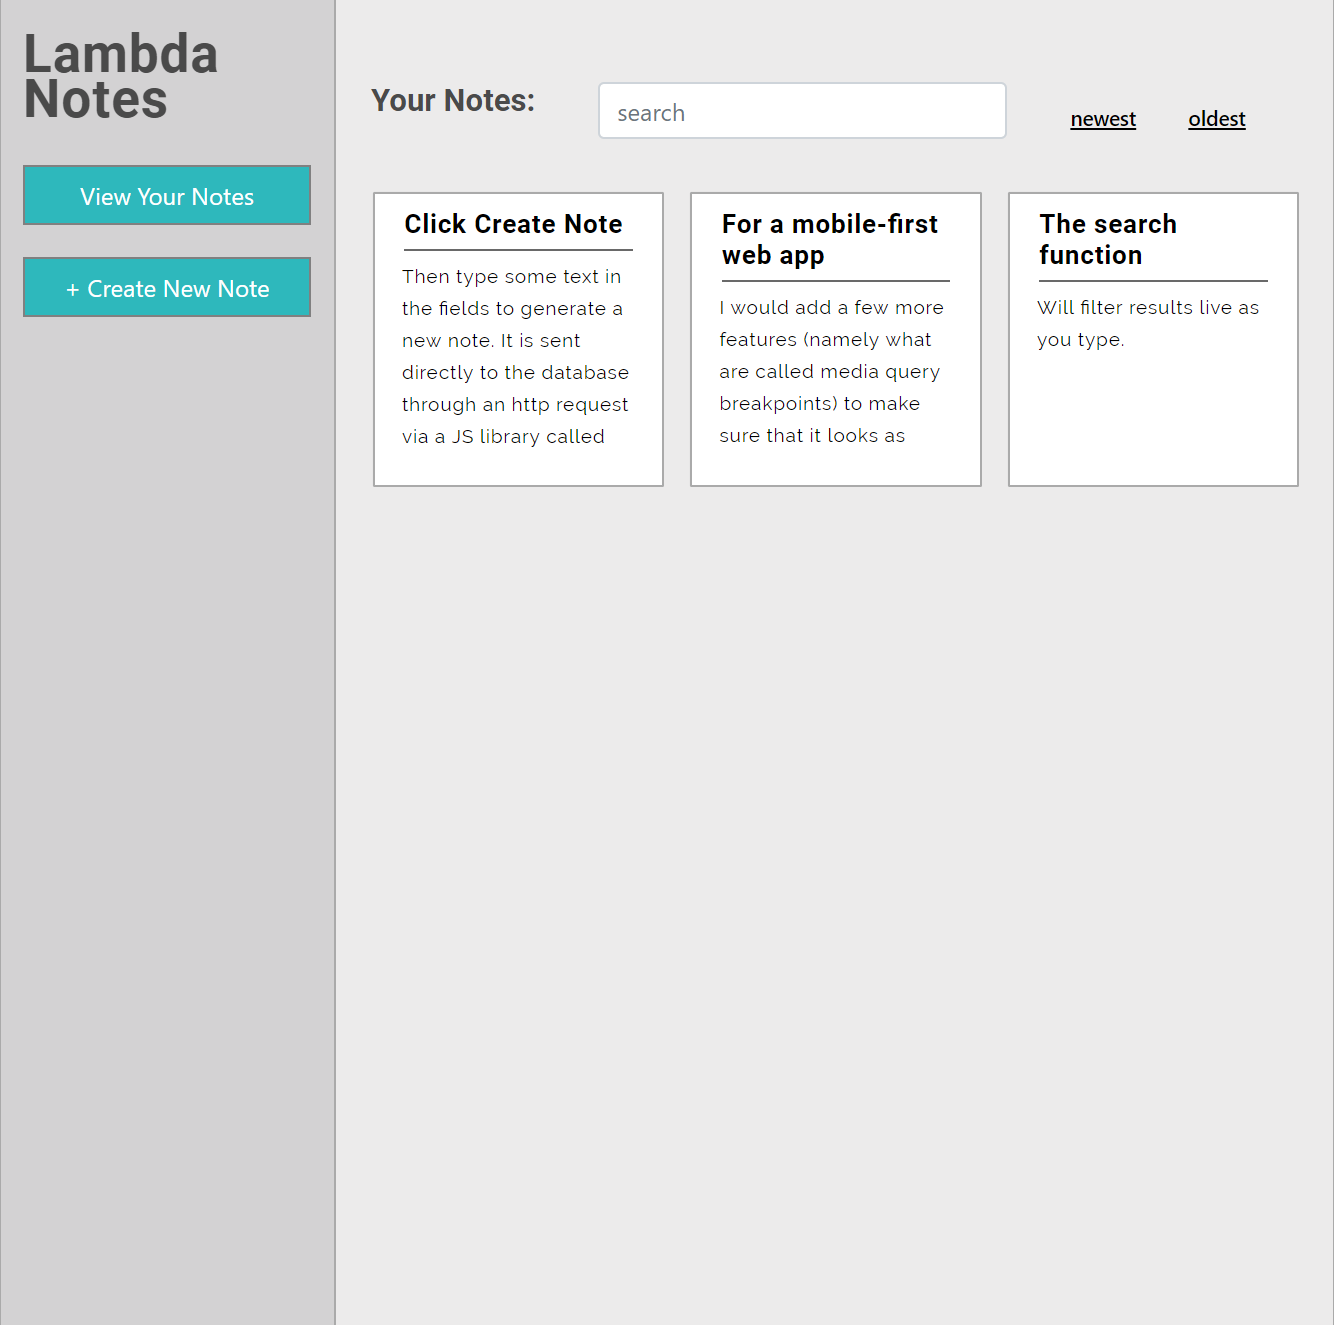 Lambda
Notes
View Your Notes
+ Create New Note
Your Notes:
search
newest
oldest
Click Create Note
Then type some text in
the fields to generate a
new note. It is sent
directly to the database
through an http request
via a JS library called
For a mobile-first
web app
I would add a few more
features (namely what
are called media query
breakpoints) to make
sure that it looks as
The search
function
Will filter results live as
you type.